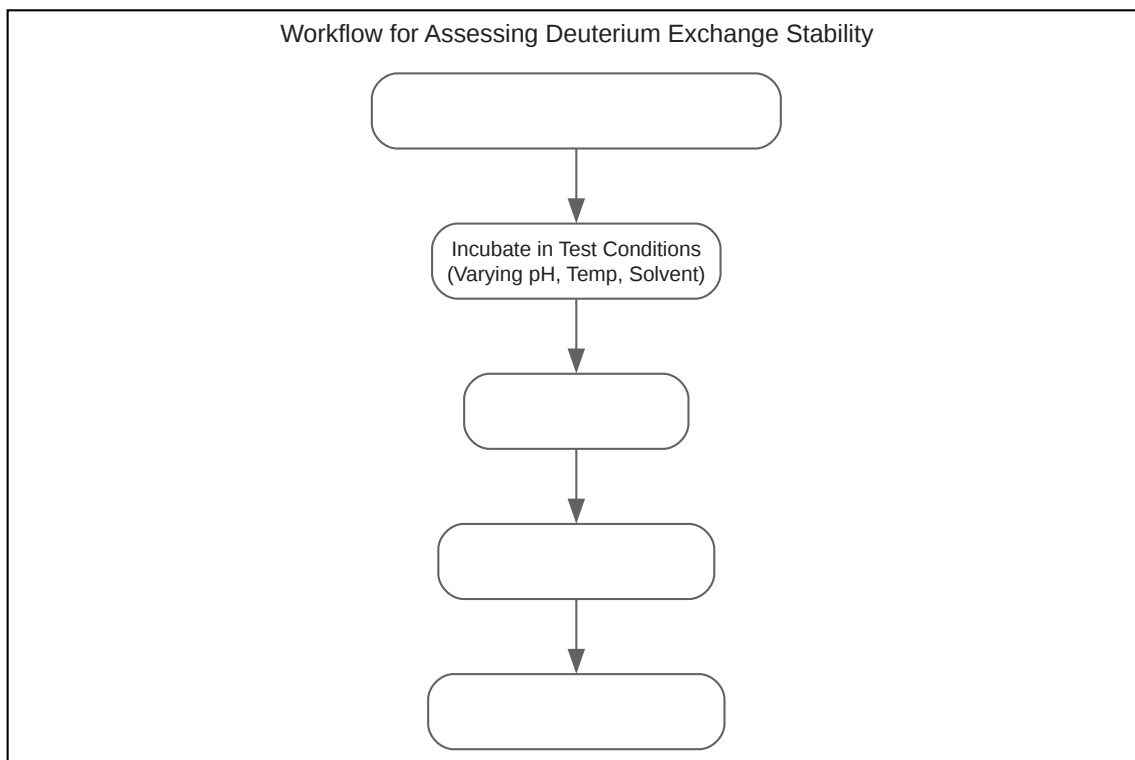 Workflow for Assessing Deuterium Exchange Stability
Incubate in Test Conditions
(Varying pH, Temp, Solvent)